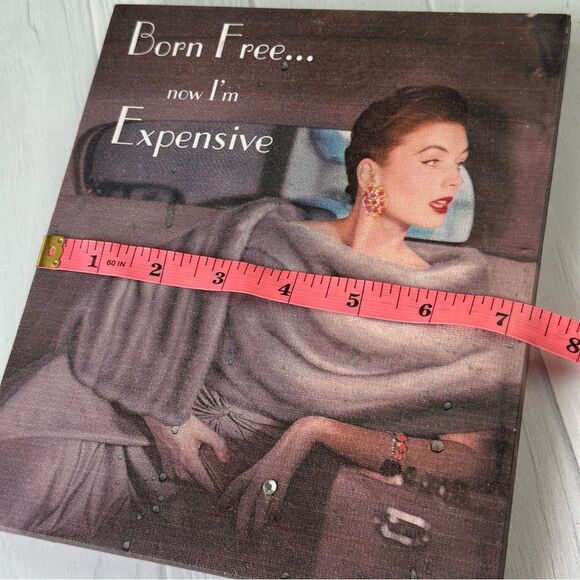 Born Free...
now I'm
Expensive
1 60 IN 2 3 4 5 6 7 8